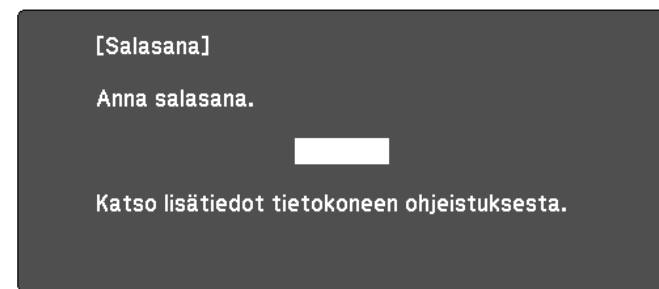 [Salasana]
Anna salasana.
Katso lisätiedot tietokoneen ohjeistuksesta.